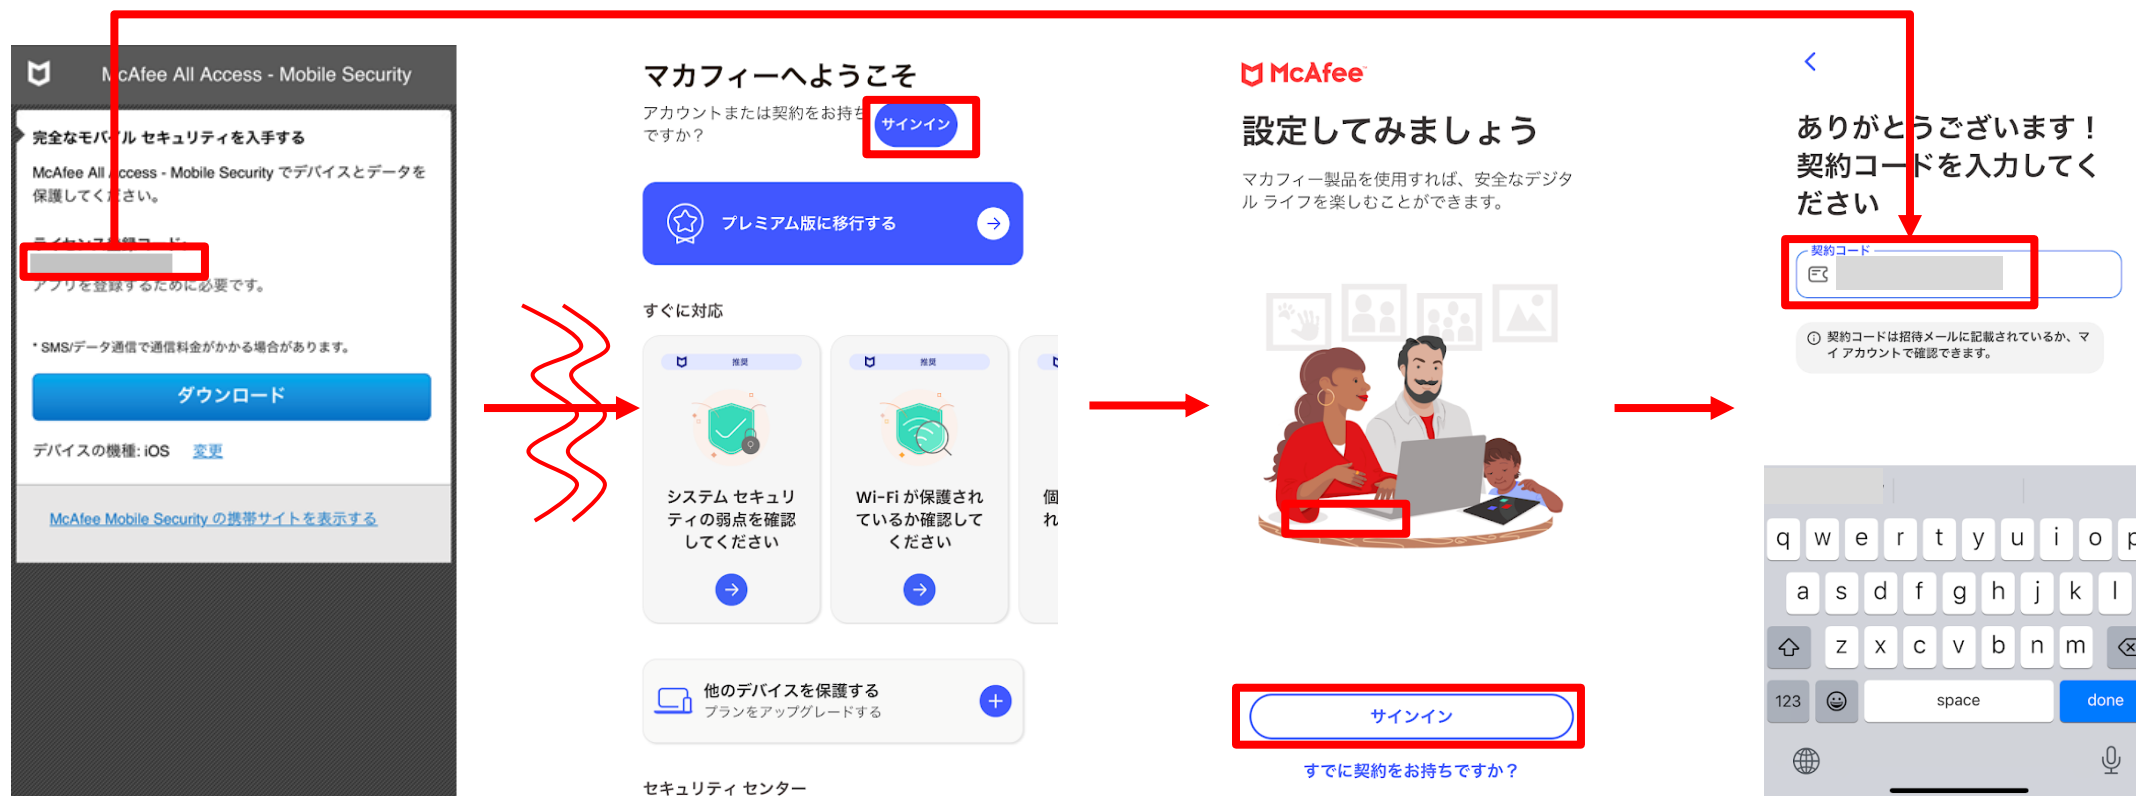 McAfee All Access - Mobile Security
完全なモバイル セキュリティを入手する
McAfee All Access - Mobile Security でデバイスとデータを
保護してください。
ライセンス登録コード:
アプリを登録するために必要です。
* SMS/データ通信で通信料金がかかる場合があります。
ダウンロード
デバイスの機種: iOS 変更
McAfee Mobile Security の携帯サイトを表示する
マカフィーへようこそ
アカウントまたは契約をお持ち
ですか？
サインイン
プレミアム版に移行する
すぐに対応
推奨
システム セキュリ
ティの弱点を確認
してください
推奨
Wi-Fi が保護され
ているか確認して
ください
個
れ
他のデバイスを保護する
プランをアップグレードする
セキュリティ センター
McAfee
設定してみましょう
マカフィー製品を使用すれば、安全なデジタ
ル ライフを楽しむことができます。
サインイン
すでに契約をお持ちですか？
ありがとうございます！
契約コードを入力してく
ださい
契約コード
契約コードは招待メールに記載されているか、マ
イ アカウントで確認できます。
q w e r t y u i o p
a s d f g h j k l
z x c v b n m
123 space done